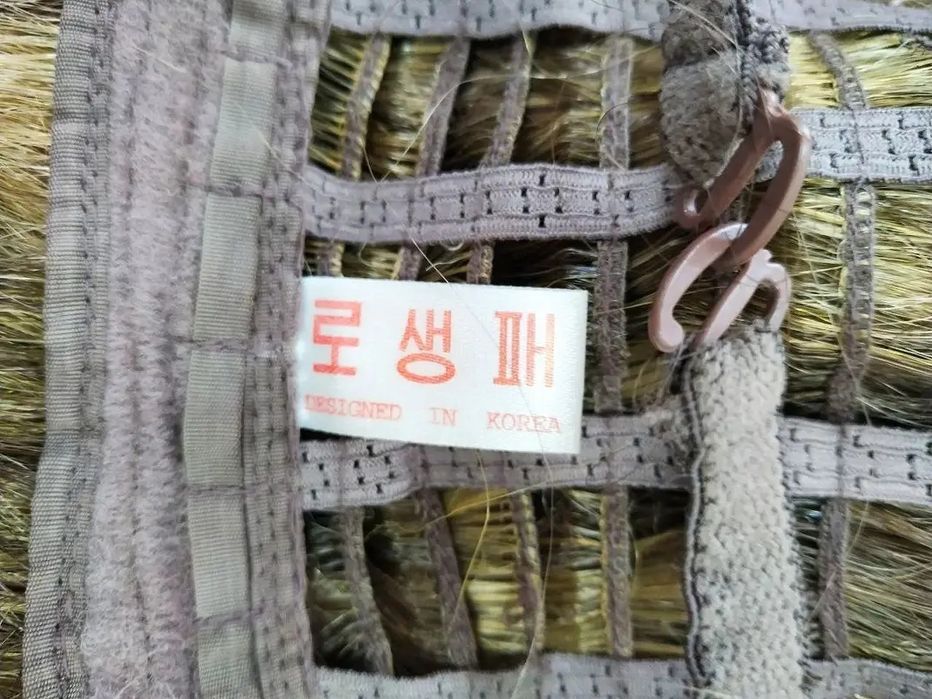 로 생 패
DESIGNED IN KOREA